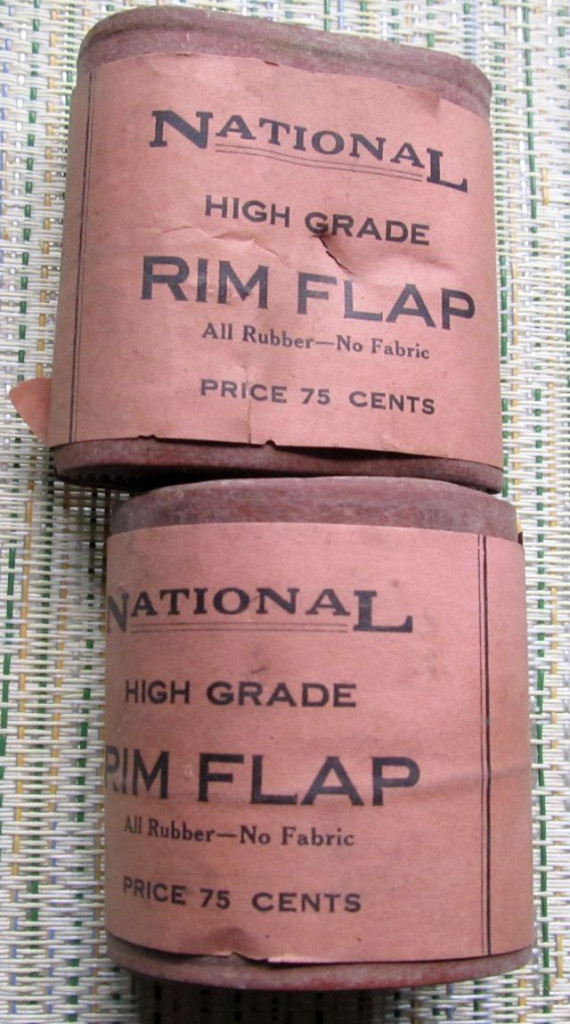 NATIONAL
HIGH GRADE
RIM FLAP
All Rubber—No Fabric
PRICE 75 CENTS
NATIONAL
HIGH GRADE
RIM FLAP
All Rubber—No Fabric
PRICE 75 CENTS